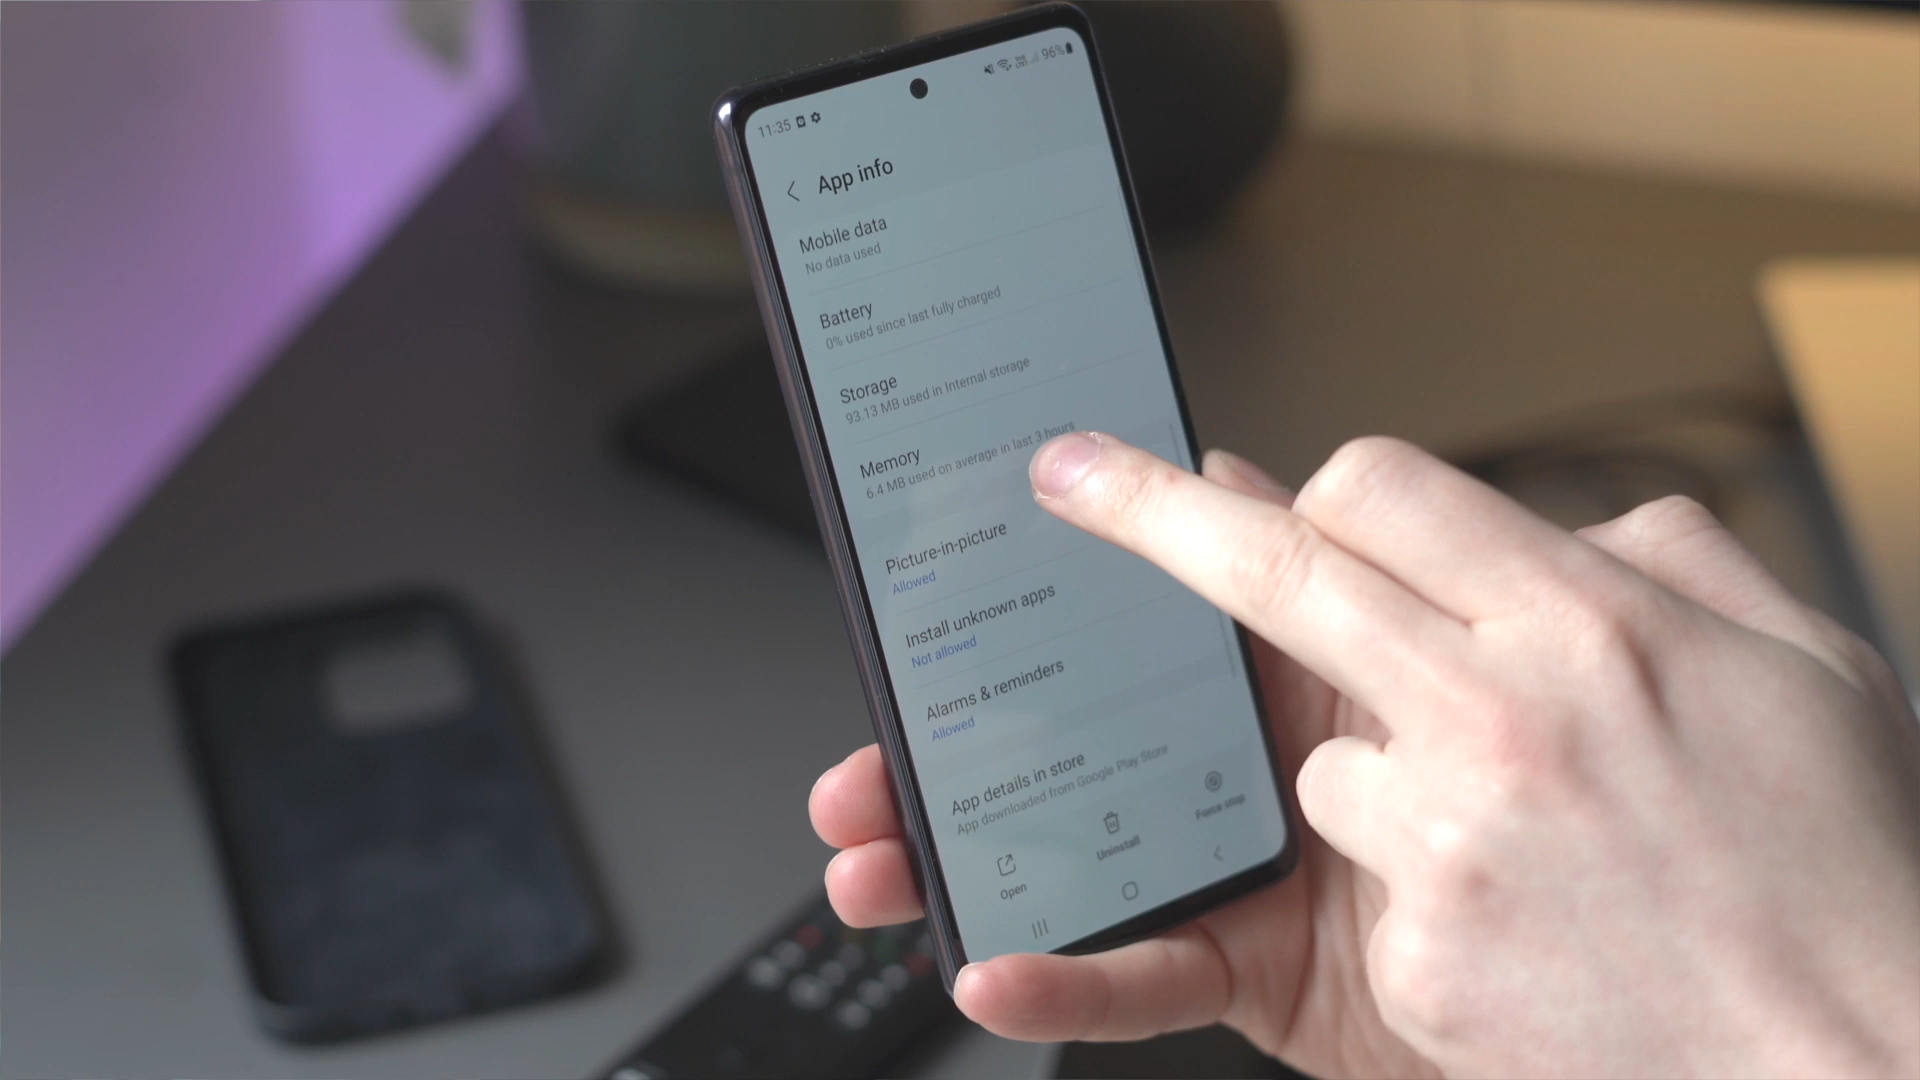 11:35
96%
App info
Mobile data
No data used
Battery
0% used since last fully charged
Storage
93.13 MB used in Internal storage
Memory
6.4 MB used on average in last 3 hours
Picture-in-picture
Allowed
Install unknown apps
Not allowed
Alarms & reminders
Allowed
App details in store
App downloaded from Google Play Store
Open
Uninstall
Force stop